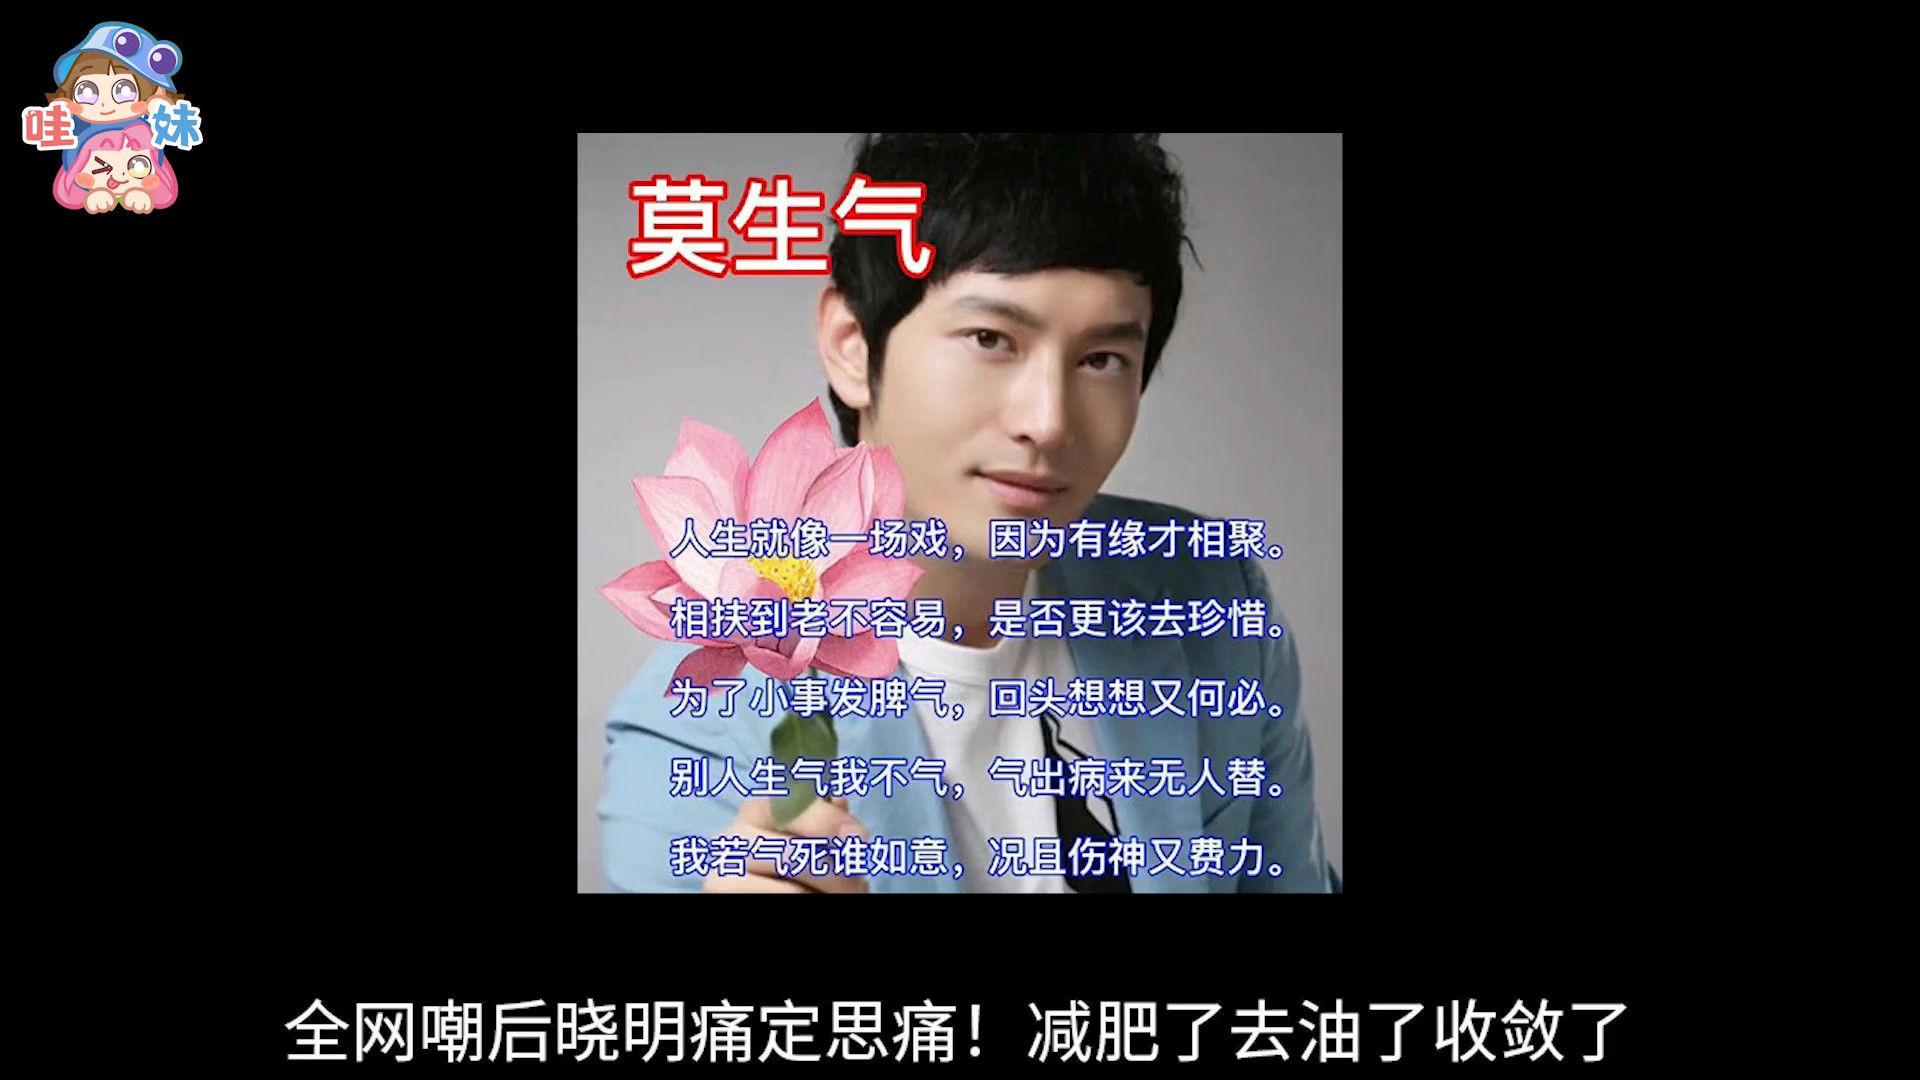 哇妹
莫生气
人生就像一场戏，因为有缘才相聚。
相扶到老不容易，是否更该去珍惜。
为了小事发脾气，回头想想又何必。
别人生气我不气，气出病来无人替。
我若气死谁如意，况且伤神又费力。
全网嘲后晓明痛定思痛！减肥了去油了收敛了